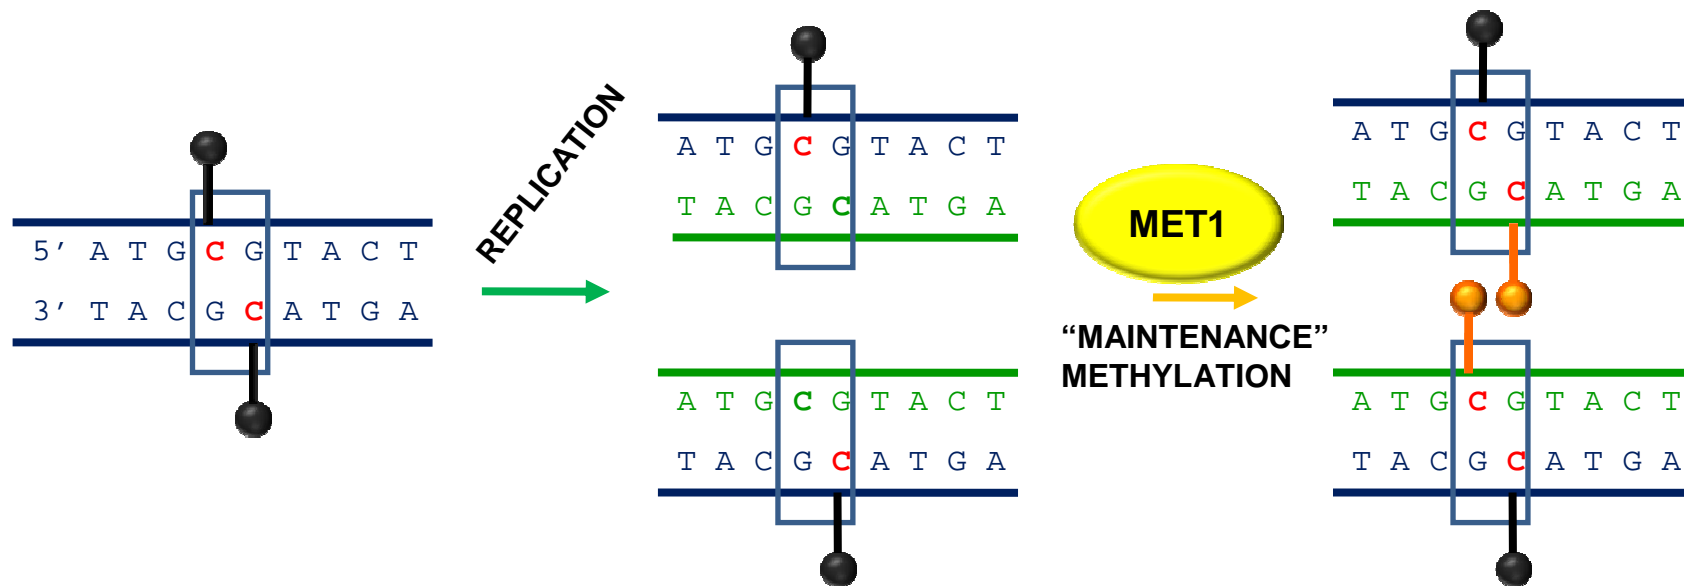 5’ A T G C G T A C T
3’ T A C G C A T G A
REPLICATION
A T G C G T A C T
T A C G C A T G A
A T G C G T A C T
T A C G C A T G A
MET1
“MAINTENANCE”
METHYLATION
A T G C G T A C T
T A C G C A T G A
A T G C G T A C T
T A C G C A T G A